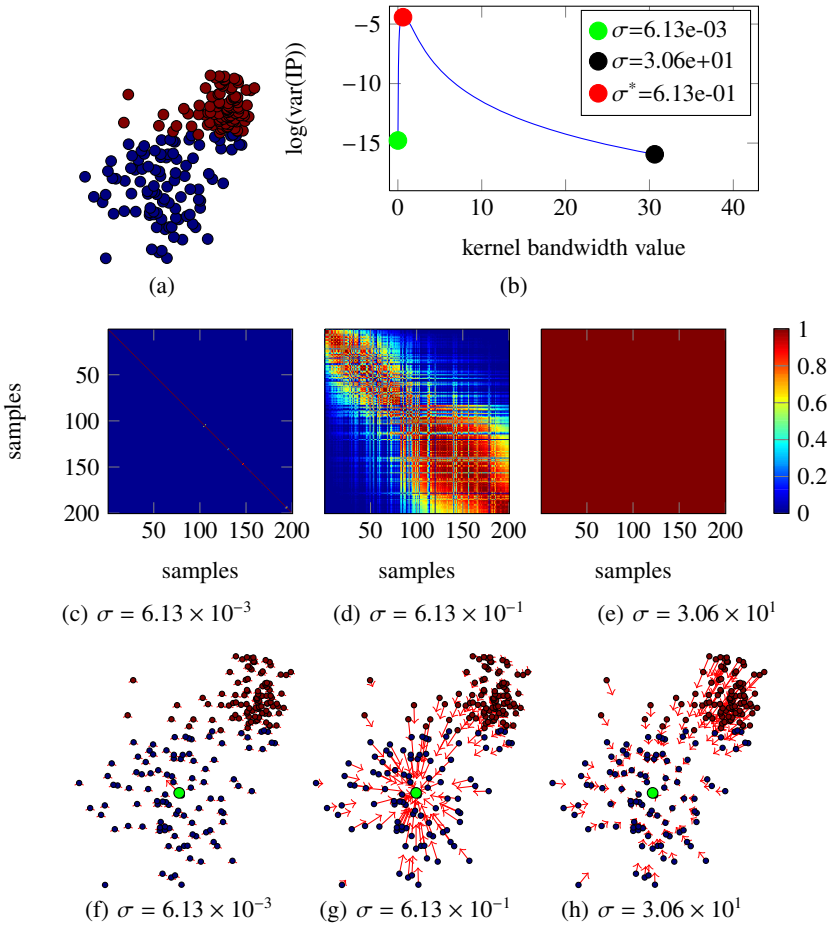 −5
−10
−15
log(var(IP))
σ=6.13e-03
σ=3.06e+01
σ*=6.13e-01
0 10 20 30 40
kernel bandwidth value
(a) (b)
50
100
150
200
samples
50 100 150 200
50 100 150 200
50 100 150 200
1
0.8
0.6
0.4
0.2
0
samples samples samples
(c) σ = 6.13 × 10⁻³ (d) σ = 6.13 × 10⁻¹ (e) σ = 3.06 × 10¹
(f) σ = 6.13 × 10⁻³ (g) σ = 6.13 × 10⁻¹ (h) σ = 3.06 × 10¹